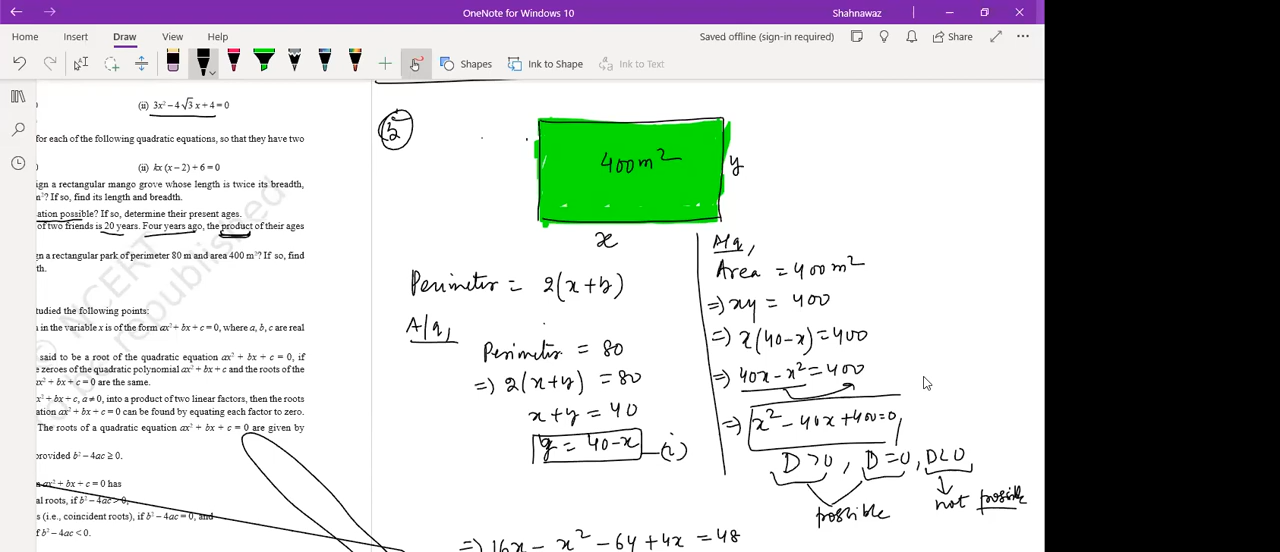 OneNote for Windows 10
Shahnawaz
Home Insert Draw View Help
Saved offline (sign-in required)
Share
Shapes
Ink to Shape
Ink to Text
(ii) 3x² – 4√3 x + 4 = 0
for each of the following quadratic equations, so that they have two
(ii) kx (x – 2) + 6 = 0
ign a rectangular mango grove whose length is twice its breadth,
m²? If so, find its length and breadth.
ation possible? If so, determine their present ages.
of two friends is 20 years. Four years ago, the product of their ages
n a rectangular park of perimeter 80 m and area 400 m²? If so, find
th.
studied the following points:
n in the variable x is of the form ax² + bx + c = 0, where a, b, c are real
said to be a root of the quadratic equation ax² + bx + c = 0, if
e zeroes of the quadratic polynomial ax² + bx + c and the roots of the
x² + bx + c = 0 are the same.
x² + bx + c, a ≠ 0, into a product of two linear factors, then the roots
ation ax² + bx + c = 0 can be found by equating each factor to zero.
The roots of a quadratic equation ax² + bx + c = 0 are given by
provided b² – 4ac ≥ 0.
n ax² + bx + c = 0 has
al roots, if b² – 4ac > 0,
s (i.e., coincident roots), if b² – 4ac = 0, and
if b² – 4ac < 0.
© NCERT
republished
400m²
y
x
Perimeter = 2(x+y)
A/q,
Perimeter = 80
⇒ 2(x+y) = 80
x+y = 40
y = 40-x —(i)
A/q,
Area = 400m²
⇒ xy = 400
⇒ x(40-x)=400
⇒ 40x-x²=400
⇒ x²-40x+400=0,
D>0, D=0, D<0
possible
not possible
⇒ 16x - x² - 64 + 4x = 48